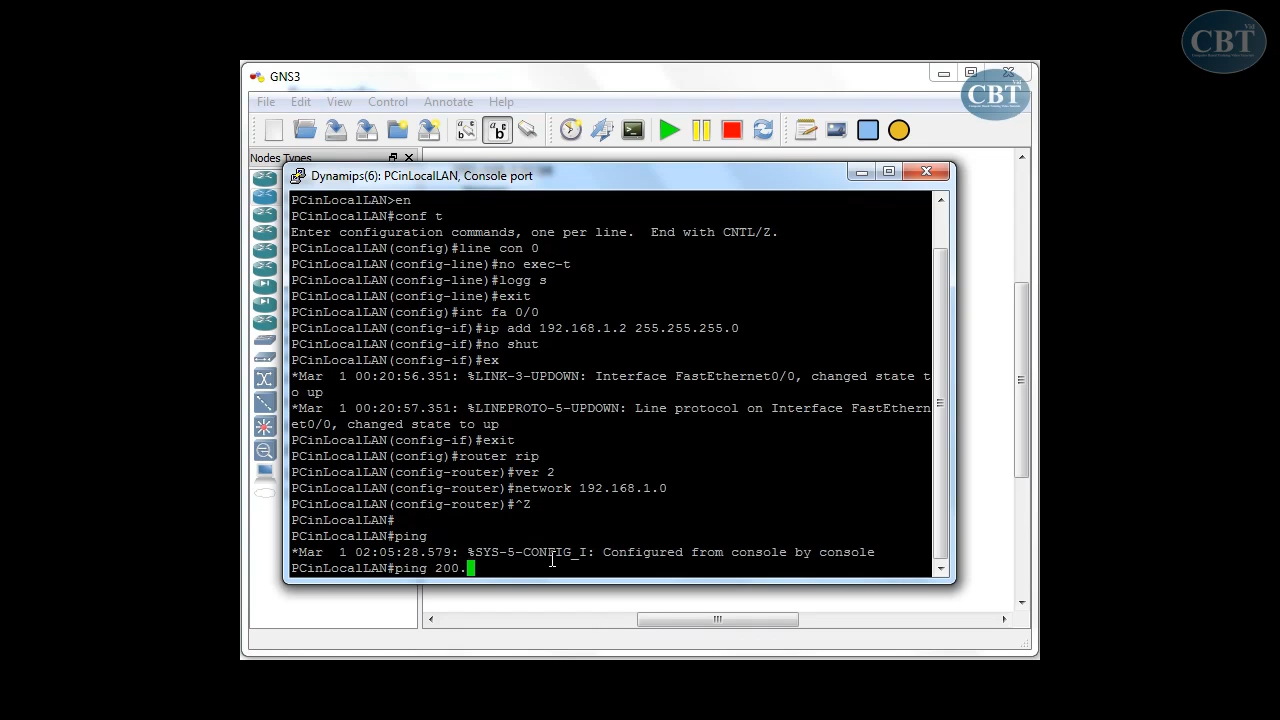 CBT
Vid
GNS3
CBT
Vid
File Edit View Control Annotate Help
Nodes Types
Dynamips(6): PCinLocalLAN, Console port
PCinLocalLAN>en
PCinLocalLAN#conf t
Enter configuration commands, one per line.  End with CNTL/Z.
PCinLocalLAN(config)#line con 0
PCinLocalLAN(config-line)#no exec-t
PCinLocalLAN(config-line)#logg s
PCinLocalLAN(config-line)#exit
PCinLocalLAN(config)#int fa 0/0
PCinLocalLAN(config-if)#ip add 192.168.1.2 255.255.255.0
PCinLocalLAN(config-if)#no shut
PCinLocalLAN(config-if)#ex
*Mar  1 00:20:56.351: %LINK-3-UPDOWN: Interface FastEthernet0/0, changed state t
o up
*Mar  1 00:20:57.351: %LINEPROTO-5-UPDOWN: Line protocol on Interface FastEthern
et0/0, changed state to up
PCinLocalLAN(config-if)#exit
PCinLocalLAN(config)#router rip
PCinLocalLAN(config-router)#ver 2
PCinLocalLAN(config-router)#network 192.168.1.0
PCinLocalLAN(config-router)#^Z
PCinLocalLAN#
PCinLocalLAN#ping
*Mar  1 02:05:28.579: %SYS-5-CONFIG_I: Configured from console by console
PCinLocalLAN#ping 200.